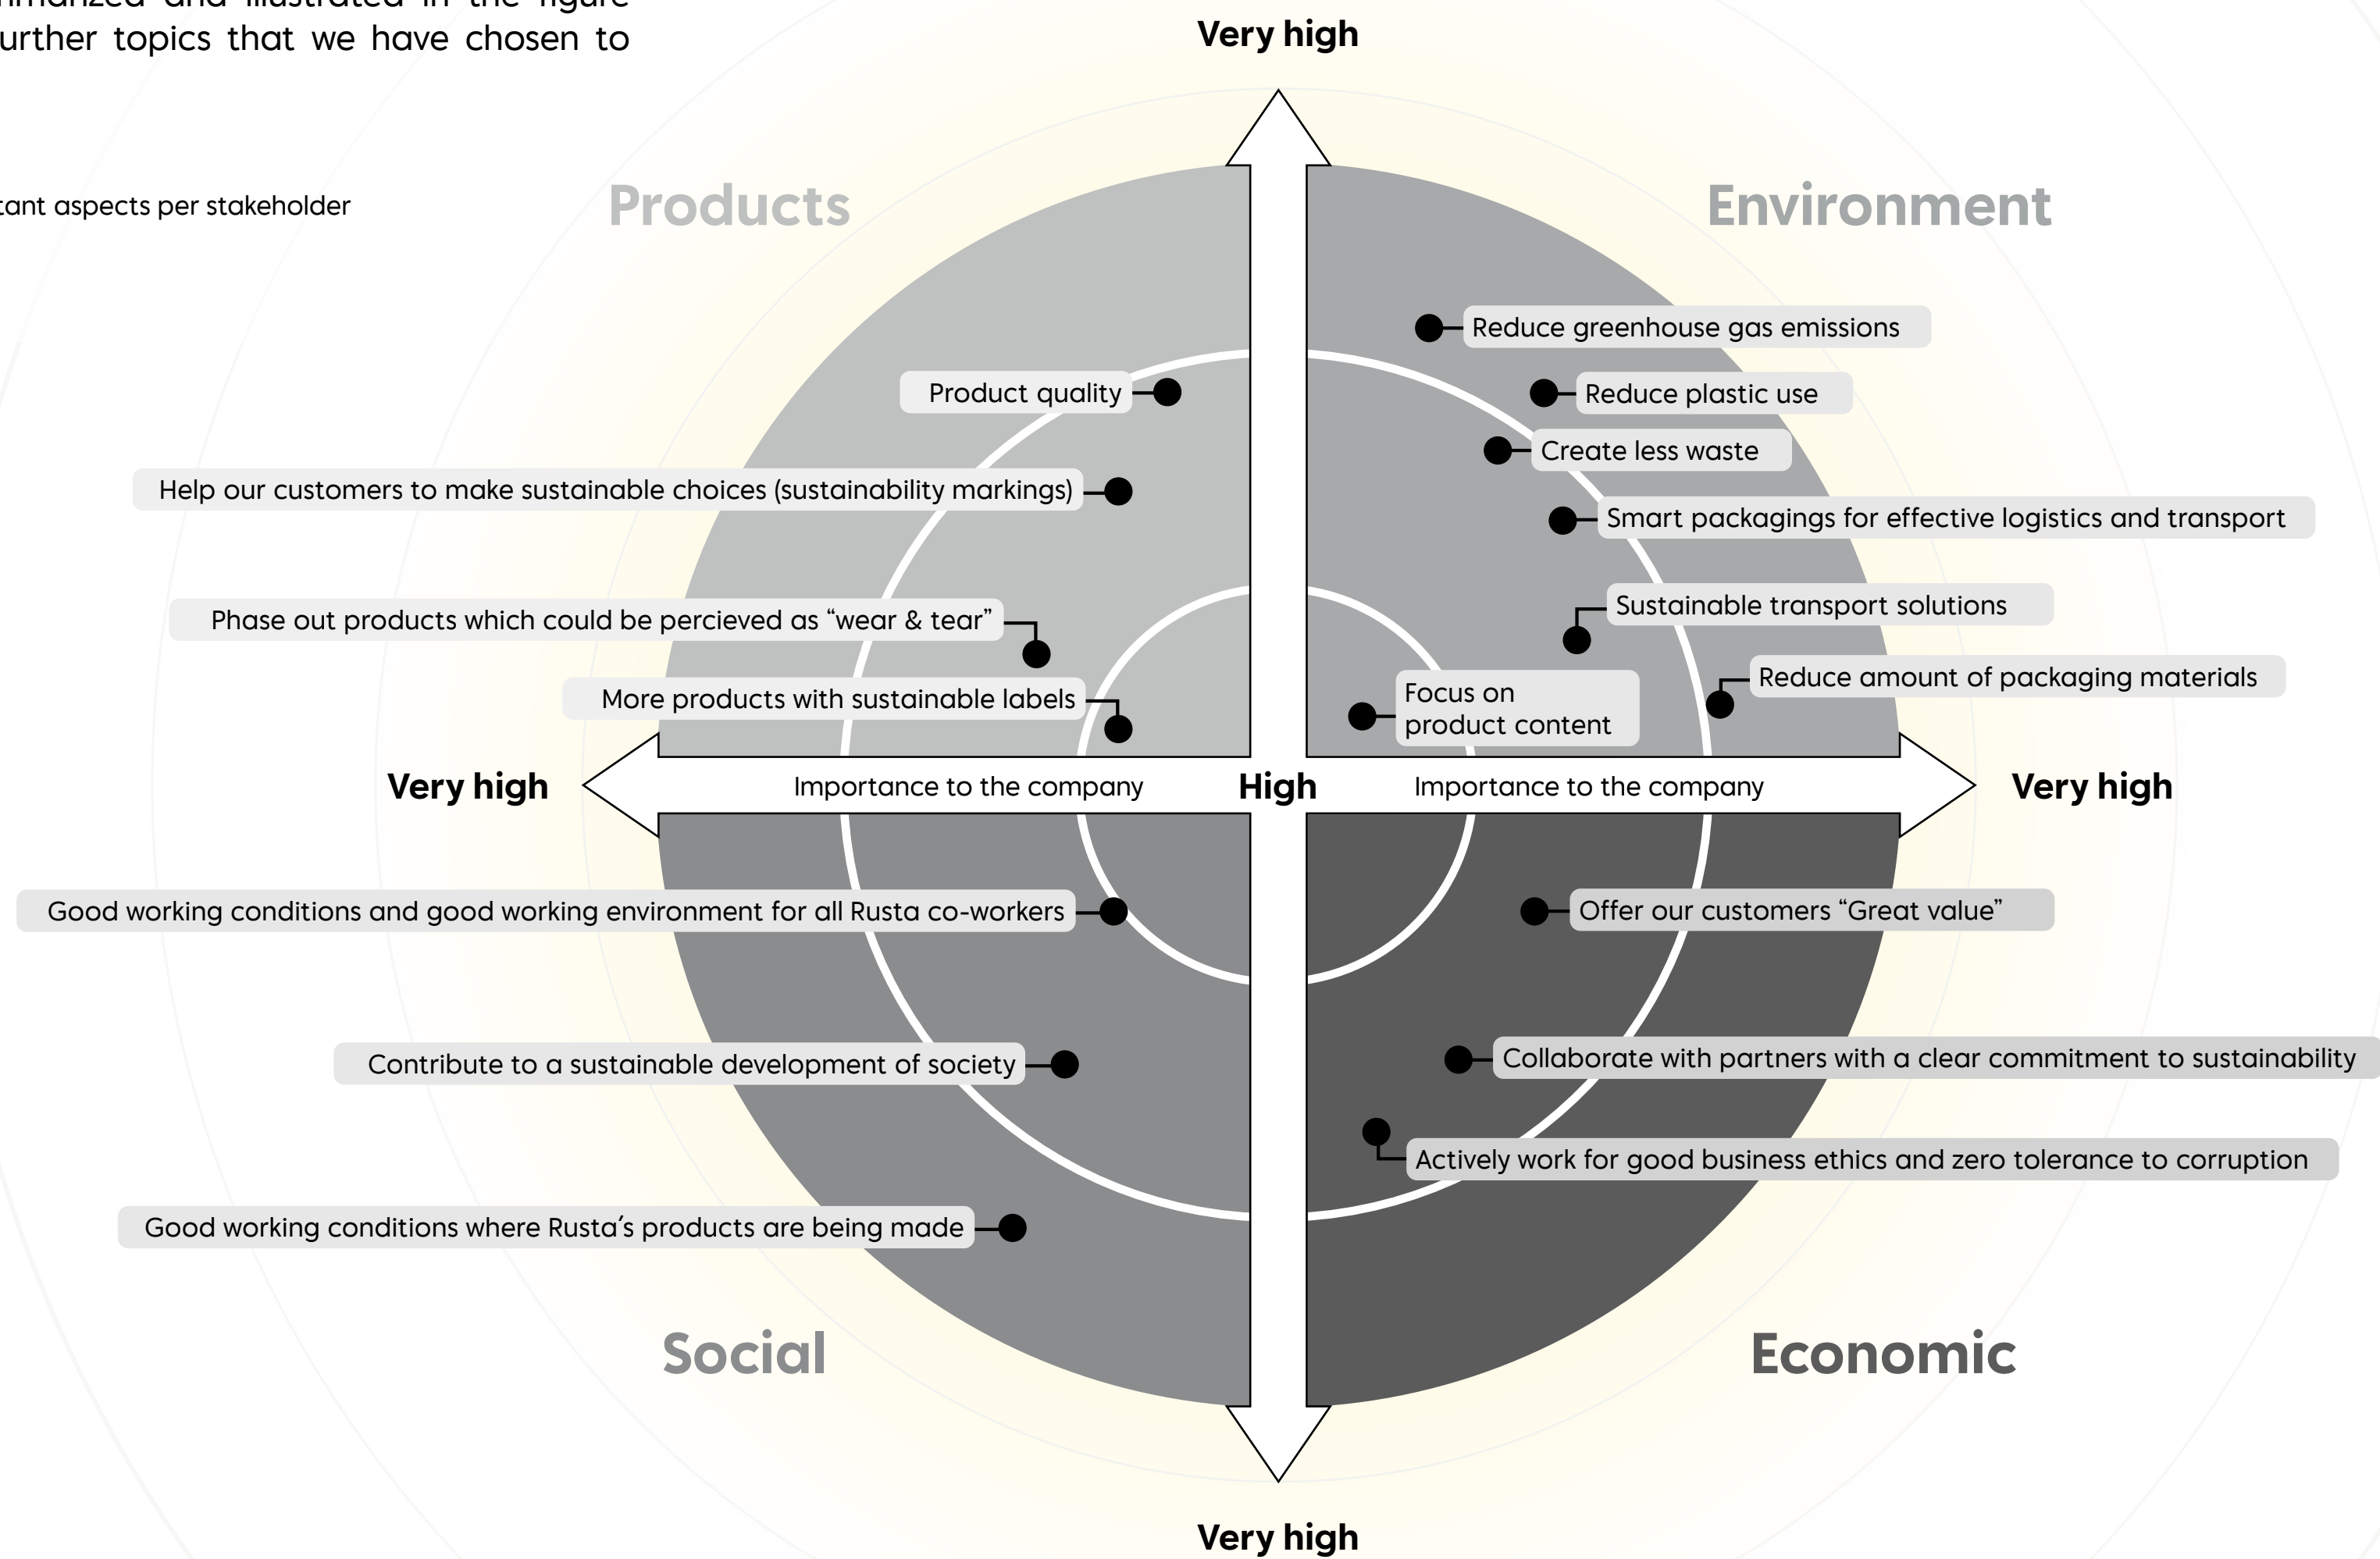 and illustrated in the figure
urther topics that we have chosen to
tant aspects per stakeholder
Very high
Products
Environment
Reduce greenhouse gas emissions
Product quality
Reduce plastic use
Create less waste
Help our customers to make sustainable choices (sustainability markings)
Smart packagings for effective logistics and transport
Phase out products which could be percieved as “wear & tear”
Sustainable transport solutions
More products with sustainable labels
Focus on
product content
Reduce amount of packaging materials
Very high
Importance to the company
High
Importance to the company
Very high
Good working conditions and good working environment for all Rusta co-workers
Offer our customers “Great value”
Contribute to a sustainable development of society
Collaborate with partners with a clear commitment to sustainability
Actively work for good business ethics and zero tolerance to corruption
Good working conditions where Rusta´s products are being made
Social
Economic
Very high